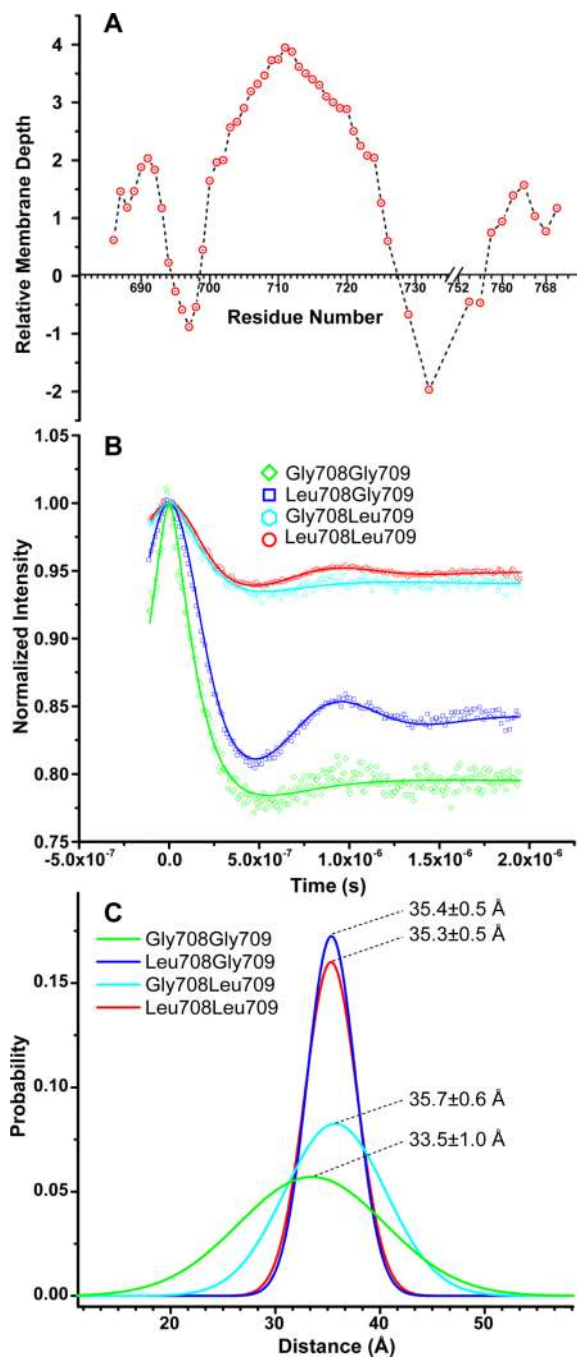 A
Relative Membrane Depth
5
4
3
2
1
0
-1
-2
690 700 710 720 730 752 760 768
Residue Number
B
Normalized Intensity
1.05
1.00
0.95
0.90
0.85
0.80
0.75
Gly708Gly709
Leu708Gly709
Gly708Leu709
Leu708Leu709
-5.0x10⁻⁷ 0.0 5.0x10⁻⁷ 1.0x10⁻⁶ 1.5x10⁻⁶ 2.0x10⁻⁶
Time (s)
C
Probability
0.15
0.10
0.05
0.00
Gly708Gly709
Leu708Gly709
Gly708Leu709
Leu708Leu709
35.4±0.5 Å
35.3±0.5 Å
35.7±0.6 Å
33.5±1.0 Å
20 30 40 50
Distance (Å)